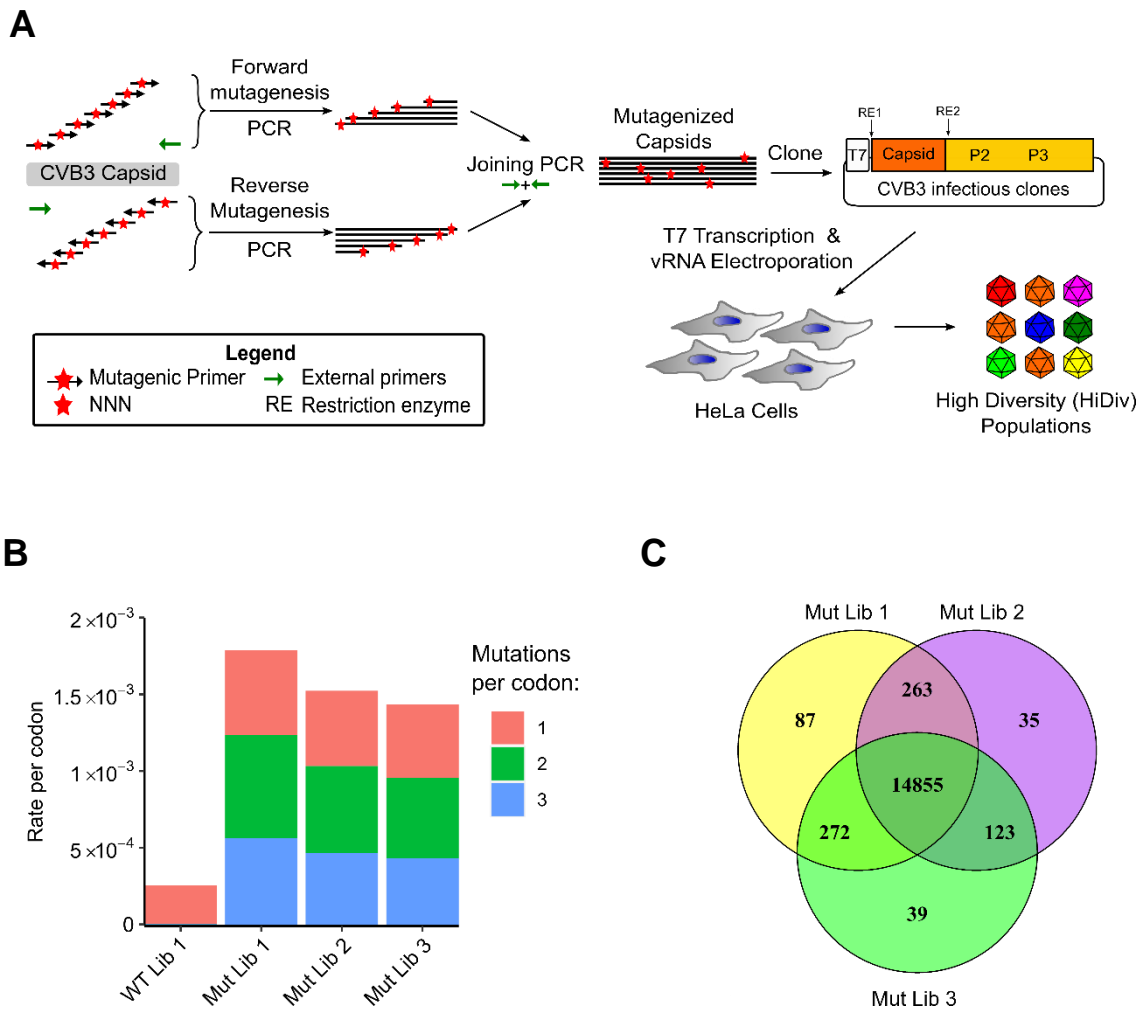 A
Forward
mutagenesis
PCR
CVB3 Capsid
Reverse
Mutagenesis
PCR
Joining PCR
+
Mutagenized
Capsids
Clone
RE1
RE2
T7
Capsid
P2
P3
CVB3 infectious clones
T7 Transcription &
vRNA Electroporation
HeLa Cells
High Diversity (HiDiv)
Populations
Legend
Mutagenic Primer
External primers
NNN
RE Restriction enzyme
B
Rate per codon
2 ×10⁻³
1.5 ×10⁻³
1 ×10⁻³
5 ×10⁻⁴
0
WT Lib 1
Mut Lib 1
Mut Lib 2
Mut Lib 3
Mutations
per codon:
1
2
3
C
Mut Lib 1
Mut Lib 2
263
87
35
14855
272
123
39
Mut Lib 3